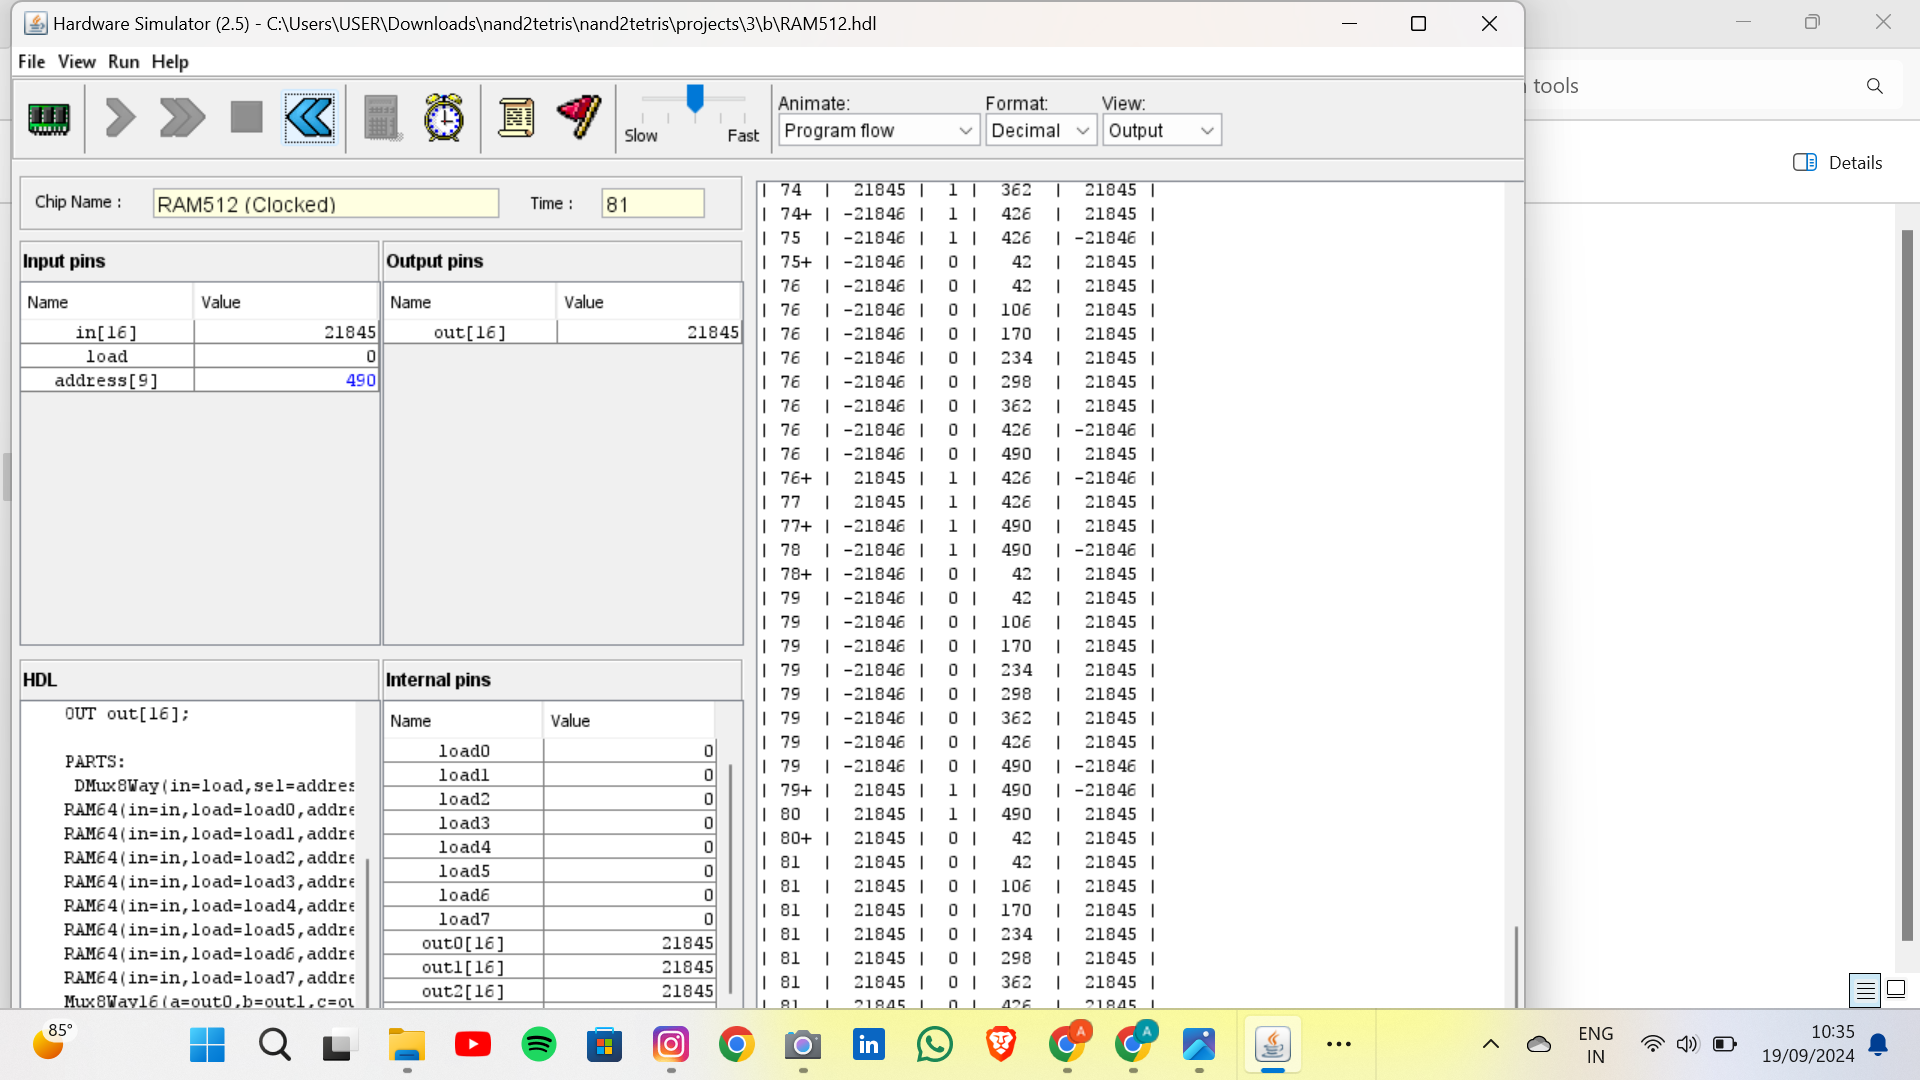 Hardware Simulator (2.5) - C:\Users\USER\Downloads\nand2tetris\nand2tetris\projects\3\b\RAM512.hdl
File View Run Help
tools
Slow Fast
Animate: Format: View:
Program flow Decimal Output
Details
Chip Name : RAM512 (Clocked) Time : 81
Input pins
Name Value
in[16] 21845
load 0
address[9] 490
Output pins
Name Value
out[16] 21845
HDL
OUT out[16];
PARTS:
DMux8Way(in=load,sel=addres
RAM64(in=in,load=load0,addre
RAM64(in=in,load=load1,addre
RAM64(in=in,load=load2,addre
RAM64(in=in,load=load3,addre
RAM64(in=in,load=load4,addre
RAM64(in=in,load=load5,addre
RAM64(in=in,load=load6,addre
RAM64(in=in,load=load7,addre
Mux8Way16(a=out0,b=out1,c=ou
Internal pins
Name Value
load0 0
load1 0
load2 0
load3 0
load4 0
load5 0
load6 0
load7 0
out0[16] 21845
out1[16] 21845
out2[16] 21845
| 74 | 21845 | 1 | 362 | 21845 |
| 74+ | -21846 | 1 | 426 | 21845 |
| 75 | -21846 | 1 | 426 | -21846 |
| 75+ | -21846 | 0 | 42 | 21845 |
| 76 | -21846 | 0 | 42 | 21845 |
| 76 | -21846 | 0 | 106 | 21845 |
| 76 | -21846 | 0 | 170 | 21845 |
| 76 | -21846 | 0 | 234 | 21845 |
| 76 | -21846 | 0 | 298 | 21845 |
| 76 | -21846 | 0 | 362 | 21845 |
| 76 | -21846 | 0 | 426 | -21846 |
| 76 | -21846 | 0 | 490 | 21845 |
| 76+ | 21845 | 1 | 426 | -21846 |
| 77 | 21845 | 1 | 426 | 21845 |
| 77+ | -21846 | 1 | 490 | 21845 |
| 78 | -21846 | 1 | 490 | -21846 |
| 78+ | -21846 | 0 | 42 | 21845 |
| 79 | -21846 | 0 | 42 | 21845 |
| 79 | -21846 | 0 | 106 | 21845 |
| 79 | -21846 | 0 | 170 | 21845 |
| 79 | -21846 | 0 | 234 | 21845 |
| 79 | -21846 | 0 | 298 | 21845 |
| 79 | -21846 | 0 | 362 | 21845 |
| 79 | -21846 | 0 | 426 | 21845 |
| 79 | -21846 | 0 | 490 | -21846 |
| 79+ | 21845 | 1 | 490 | -21846 |
| 80 | 21845 | 1 | 490 | 21845 |
| 80+ | 21845 | 0 | 42 | 21845 |
| 81 | 21845 | 0 | 42 | 21845 |
| 81 | 21845 | 0 | 106 | 21845 |
| 81 | 21845 | 0 | 170 | 21845 |
| 81 | 21845 | 0 | 234 | 21845 |
| 81 | 21845 | 0 | 298 | 21845 |
| 81 | 21845 | 0 | 362 | 21845 |
| 81 | 21845 | 0 | 426 | 21845 |
85°
in
A
A
ENG
IN
10:35
19/09/2024